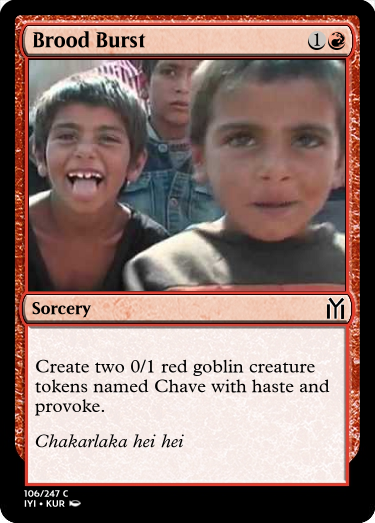 Brood Burst 1
Sorcery
Create two 0/1 red goblin creature
tokens named Chave with haste and
provoke.
Chakarlaka hei hei
106/247 C
IYI • KUR